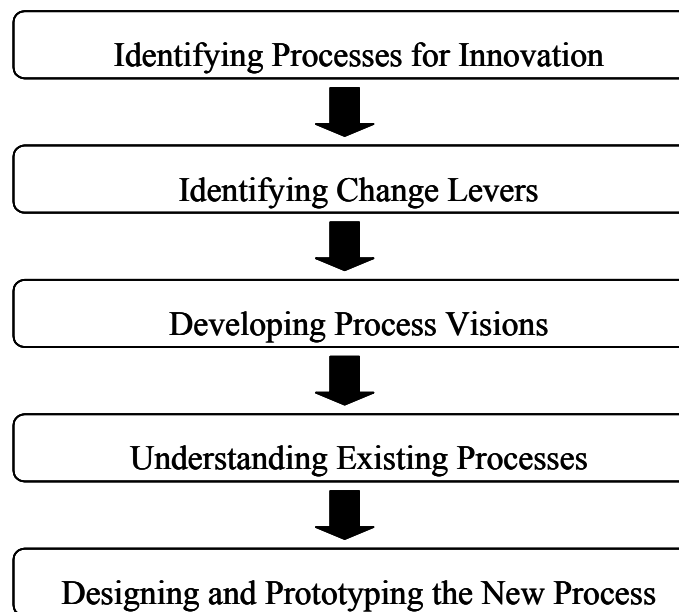 Identifying Processes for Innovation
Identifying Change Levers
Developing Process Visions
Understanding Existing Processes
Designing and Prototyping the New Process